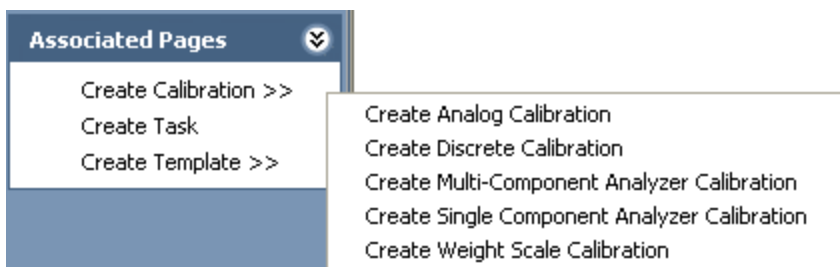 Associated Pages
Create Calibration >>
Create Task
Create Template >>
Create Analog Calibration
Create Discrete Calibration
Create Multi-Component Analyzer Calibration
Create Single Component Analyzer Calibration
Create Weight Scale Calibration